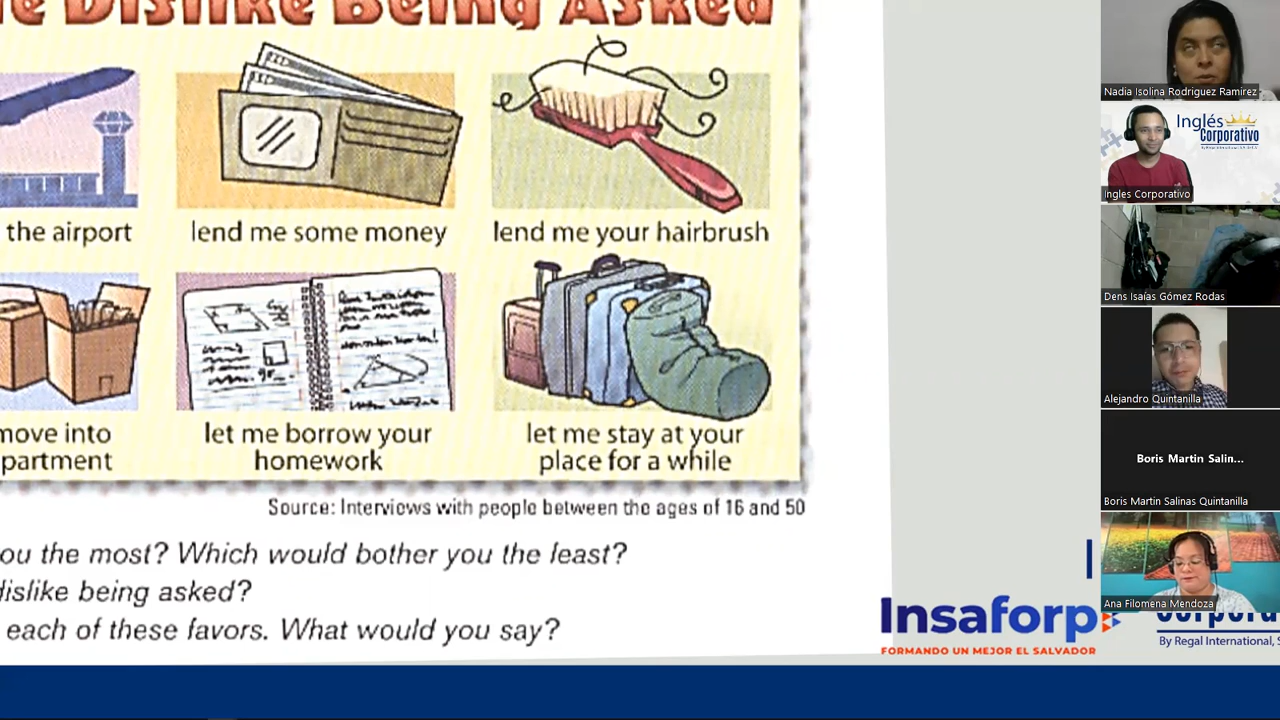 e Dislike Being Asked
the airport
lend me some money
lend me your hairbrush
move into
partment
let me borrow your
homework
let me stay at your
place for a while
Source: Interviews with people between the ages of 16 and 50
ou the most? Which would bother you the least?
dislike being asked?
each of these favors. What would you say?
Insaforp
FORMANDO UN MEJOR EL SALVADOR
By Regal International, S
Nadia Isolina Rodriguez Ramirez
Inglés
Corporativo
Ingles Corporativo
Dens Isaías Gómez Rodas
Alejandro Quintanilla
Boris Martin Salin...
Boris Martin Salinas Quintanilla
Ana Filomena Mendoza